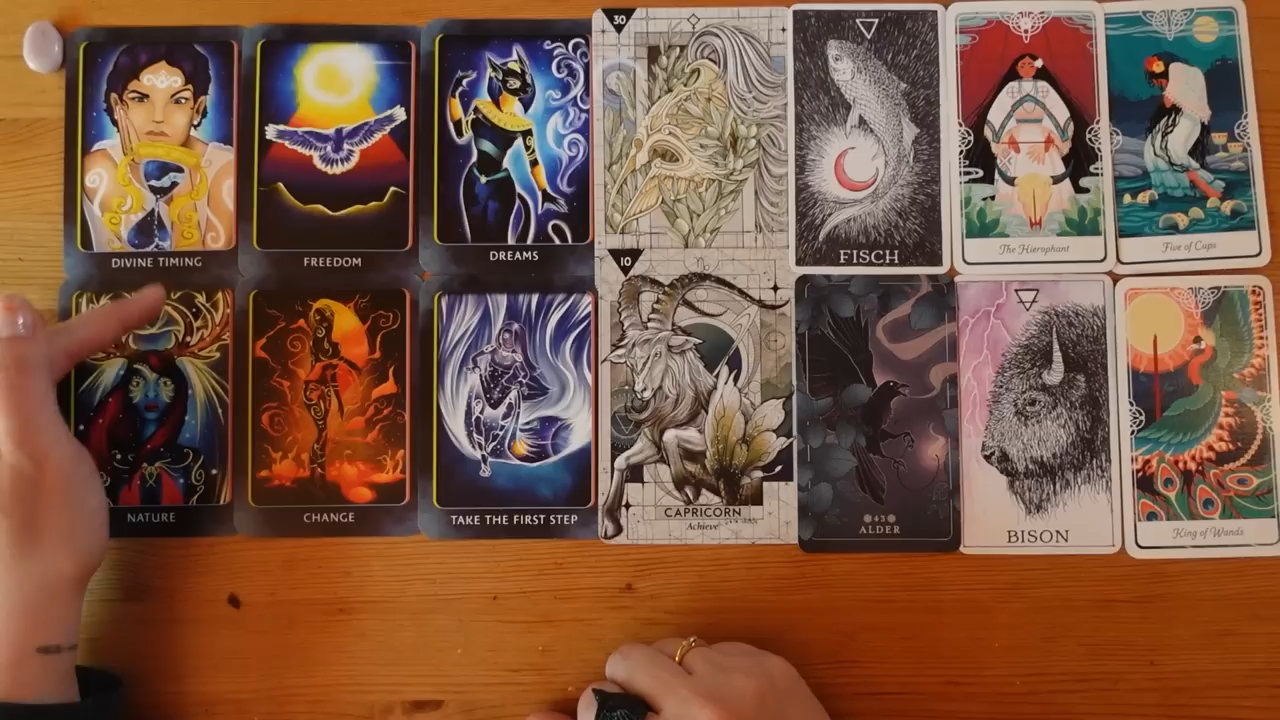 DIVINE TIMING
FREEDOM
DREAMS
30
FISCH
The Hierophant
Five of Cups
NATURE
CHANGE
TAKE THE FIRST STEP
10
CAPRICORN
Achieve
43
ALDER
BISON
King of Wands